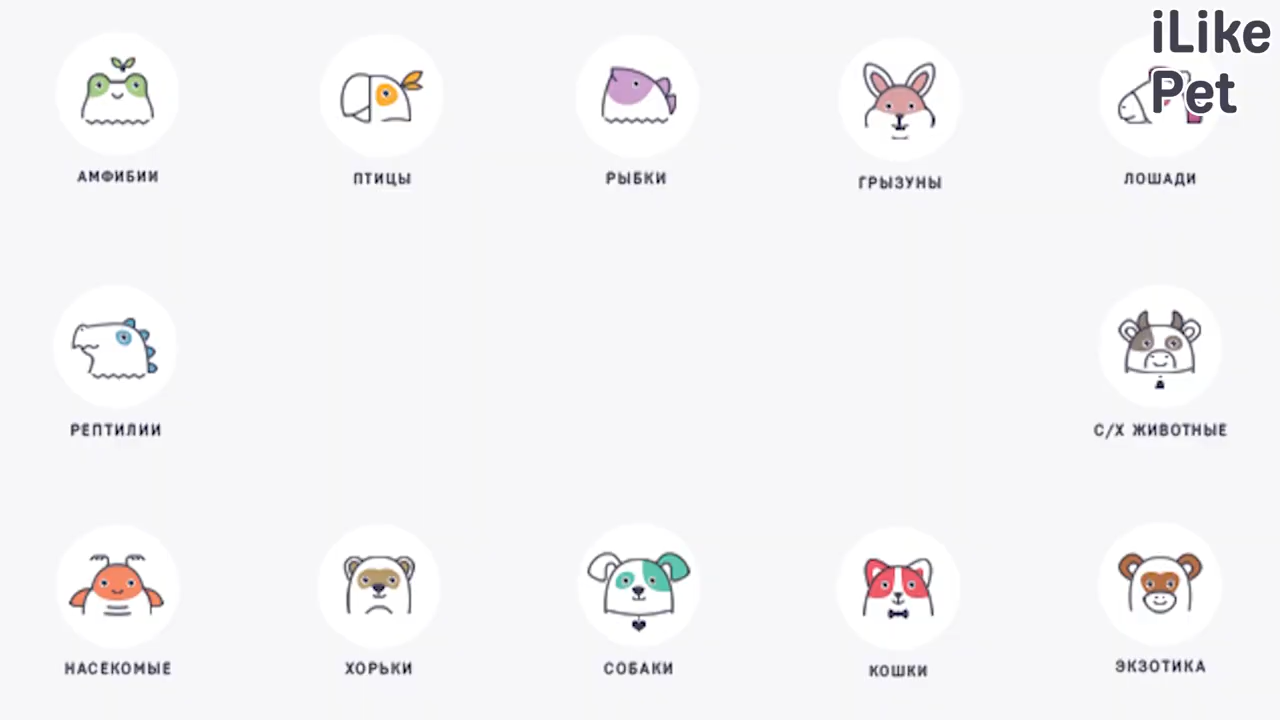 iLike
Pet
АМФИБИИ
ПТИЦЫ
РЫБКИ
ГРЫЗУНЫ
ЛОШАДИ
РЕПТИЛИИ
С/Х ЖИВОТНЫЕ
НАСЕКОМЫЕ
ХОРЬКИ
СОБАКИ
КОШКИ
ЭКЗОТИКА